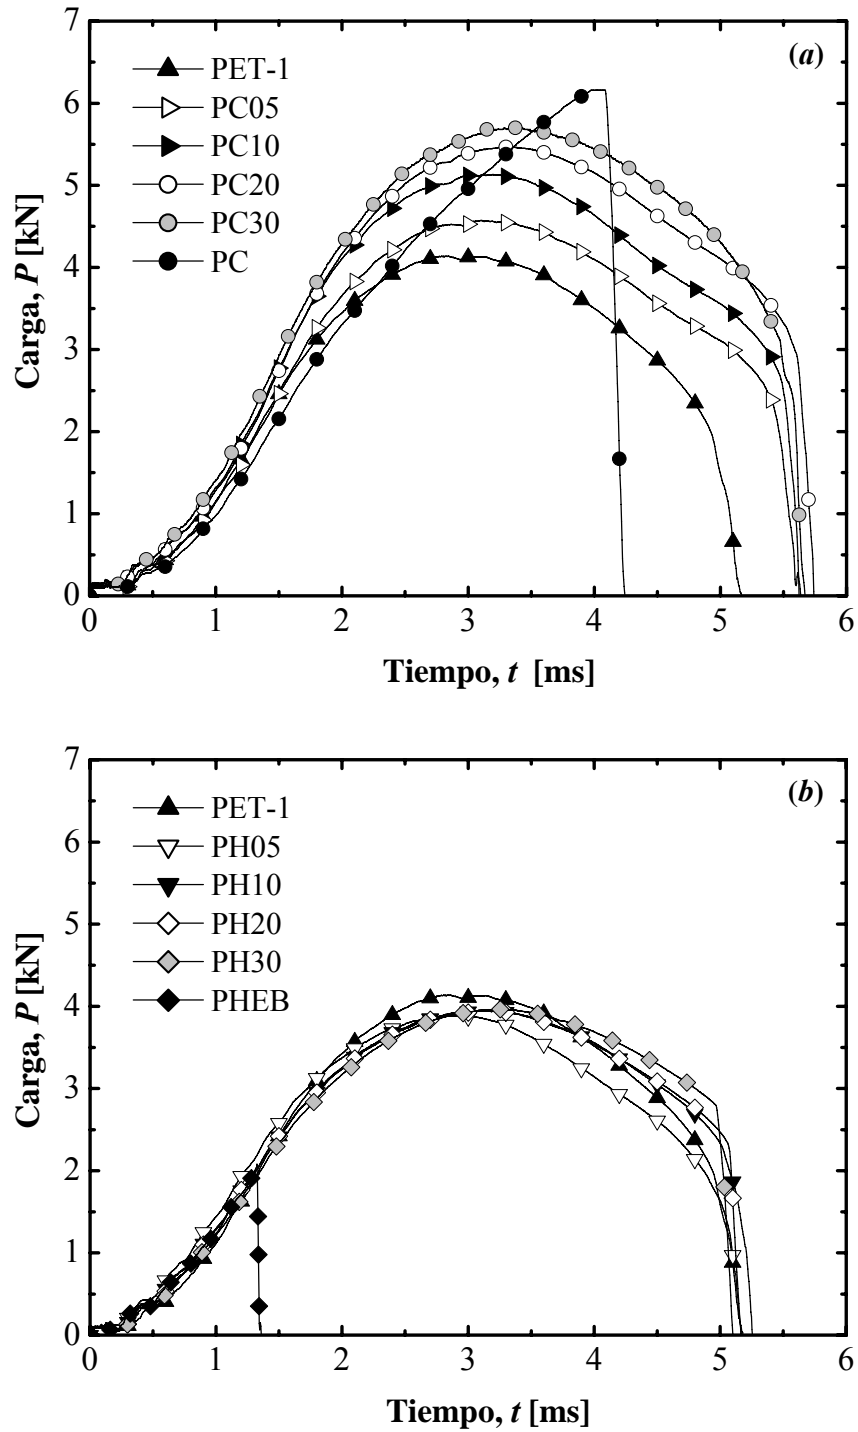 7
(a)
PET-1
6
PC05
PC10
5
PC20
PC30
4
PC
Carga, P [kN]
3
2
1
0
0 1 2 3 4 5 6
Tiempo, t [ms]
7
(b)
PET-1
6
PH05
PH10
5
PH20
PH30
4
PHEB
Carga, P [kN]
3
2
1
0
0 1 2 3 4 5 6
Tiempo, t [ms]